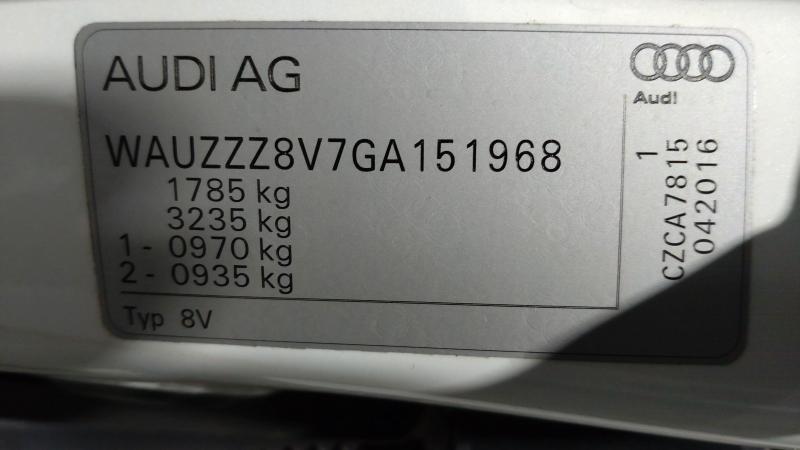 AUDI AG
Audi
WAUZZZ8V7GA151968
1785 kg
3235 kg
1 - 0970 kg
2 - 0935 kg
Typ 8V
1
CZCA7815
042016